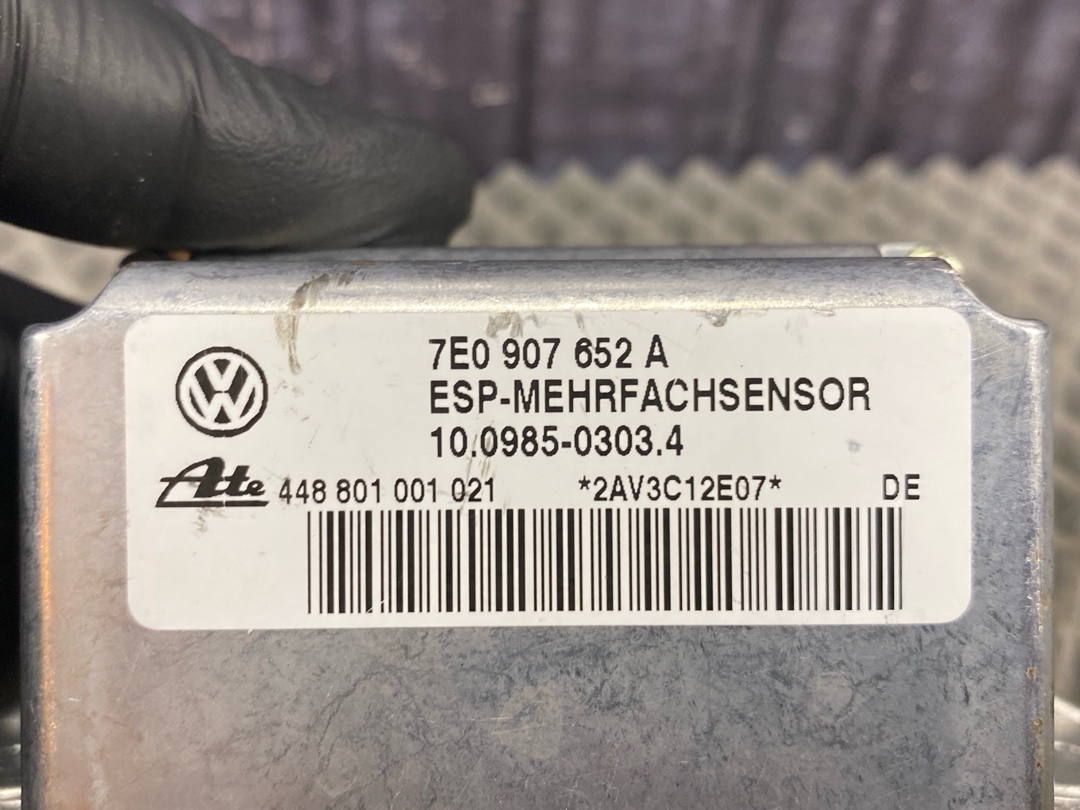 7E0 907 652 A
ESP-MEHRFACHSENSOR
10.0985-0303.4
Ate 448 801 001 021 *2AV3C12E07* DE